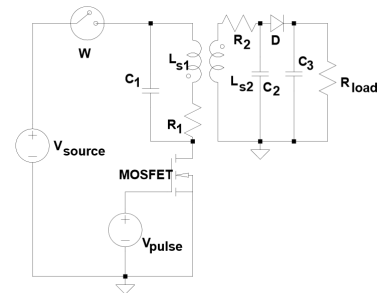 W
C1
Ls1
R1
R2
D
Ls2
C2
C3
Rload
Vsource
MOSFET
Vpulse